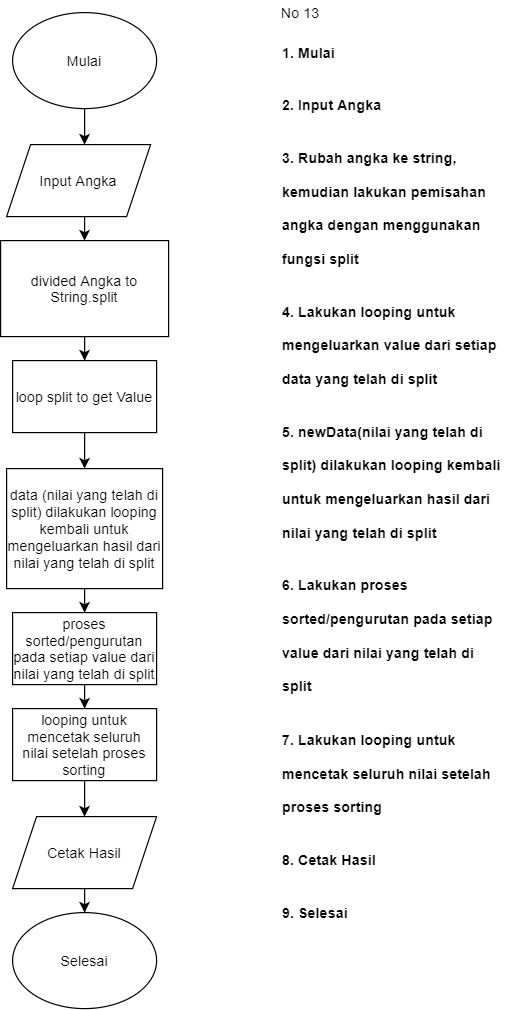 Mulai
Input Angka
divided Angka to
String.split
loop split to get Value
data (nilai yang telah di
split) dilakukan looping
kembali untuk
mengeluarkan hasil dari
nilai yang telah di split
proses
sorted/pengurutan
pada setiap value dari
nilai yang telah di split
looping untuk
mencetak seluruh
nilai setelah proses
sorting
Cetak Hasil
Selesai
No 13
1. Mulai
2. Input Angka
3. Rubah angka ke string,
kemudian lakukan pemisahan
angka dengan menggunakan
fungsi split
4. Lakukan looping untuk
mengeluarkan value dari setiap
data yang telah di split
5. newData(nilai yang telah di
split) dilakukan looping kembali
untuk mengeluarkan hasil dari
nilai yang telah di split
6. Lakukan proses
sorted/pengurutan pada setiap
value dari nilai yang telah di
split
7. Lakukan looping untuk
mencetak seluruh nilai setelah
proses sorting
8. Cetak Hasil
9. Selesai